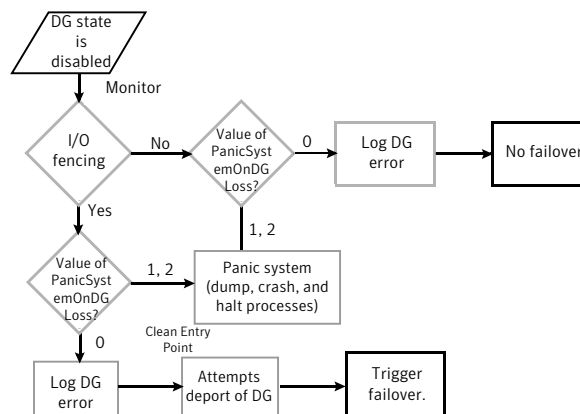 DG state
is
disabled
Monitor
I/O
fencing
No
Value of
PanicSyst
emOnDG
Loss?
0
Log DG
error
No failover
Yes
1, 2
Value of
PanicSyst
emOnDG
Loss?
1, 2
Panic system
(dump, crash, and
halt processes)
0
Clean Entry
Point
Log DG
error
Attempts
deport of DG
Trigger
failover.